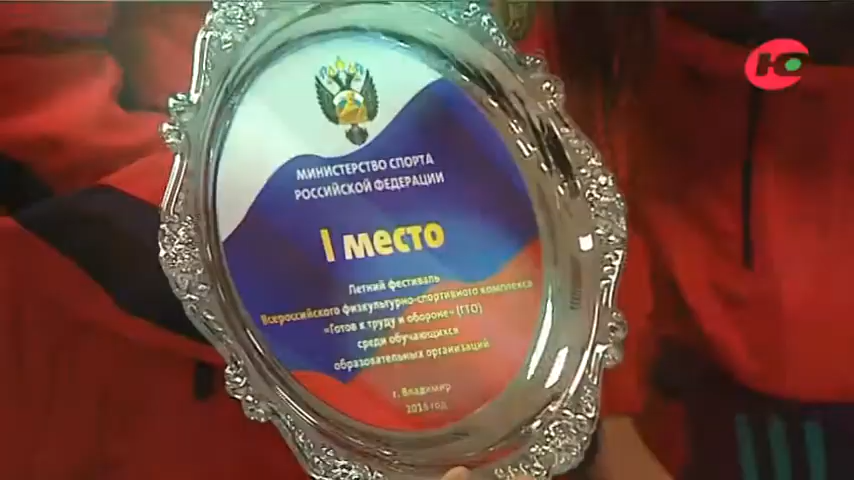 Ю
МИНИСТЕРСТВО СПОРТА
РОССИЙСКОЙ ФЕДЕРАЦИИ
I место
Летний фестиваль
Всероссийского физкультурно-спортивного комплекса
«Готов к труду и обороне» (ГТО)
среди обучающихся
образовательных организаций
г. Владимир
2016 год